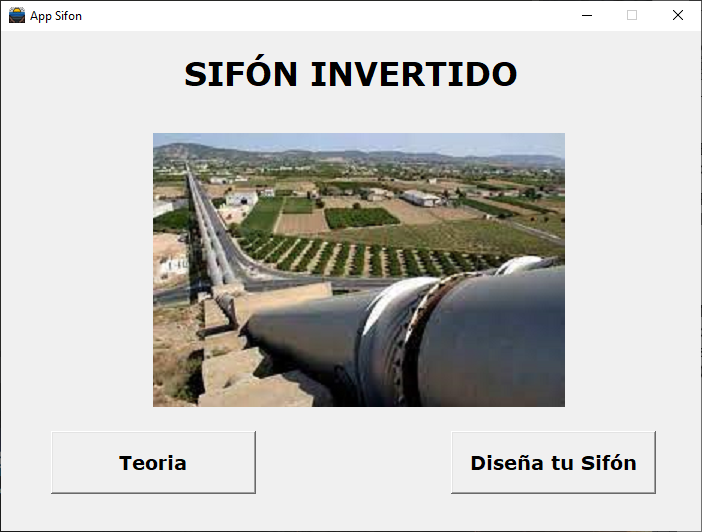 App Sifon
SIFÓN INVERTIDO
Teoria
Diseña tu Sifón